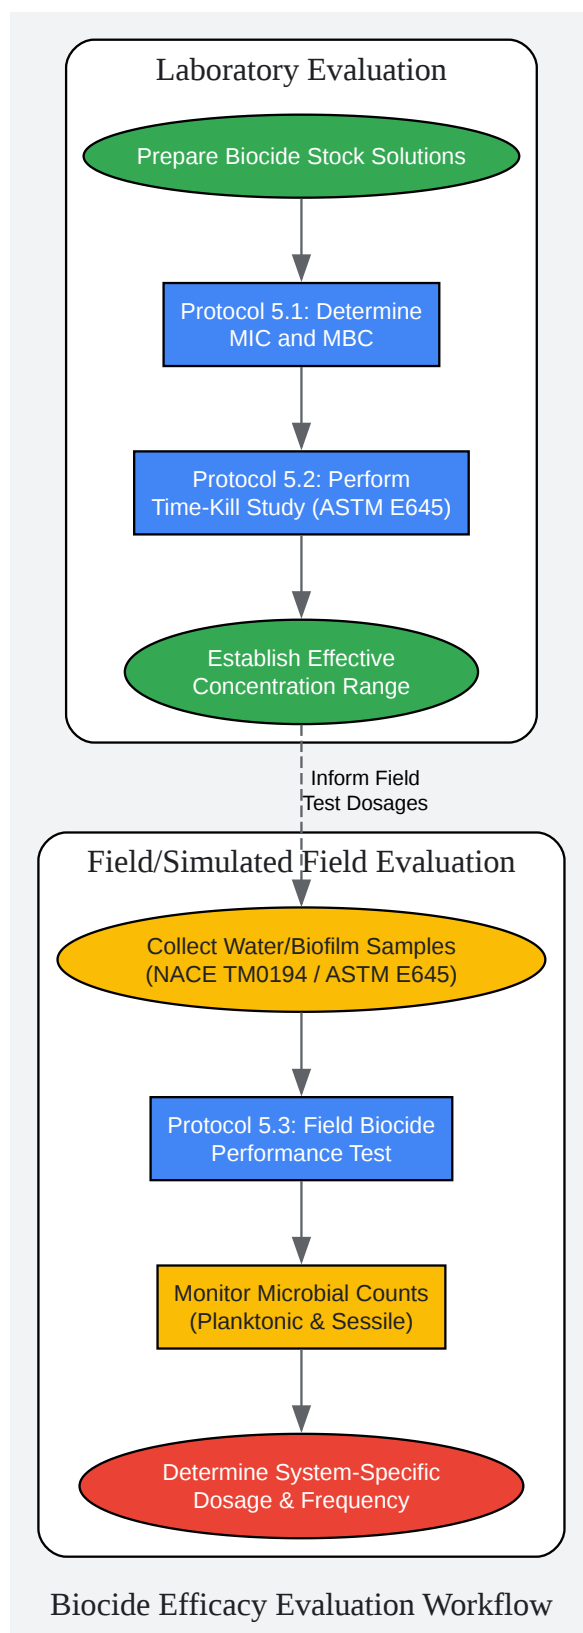 Laboratory Evaluation
Prepare Biocide Stock Solutions
Protocol 5.1: Determine
MIC and MBC
Protocol 5.2: Perform
Time-Kill Study (ASTM E645)
Establish Effective
Concentration Range
Inform Field
Test Dosages
Field/Simulated Field Evaluation
Collect Water/Biofilm Samples
(NACE TM0194 / ASTM E645)
Protocol 5.3: Field Biocide
Performance Test
Monitor Microbial Counts
(Planktonic & Sessile)
Determine System-Specific
Dosage & Frequency
Biocide Efficacy Evaluation Workflow